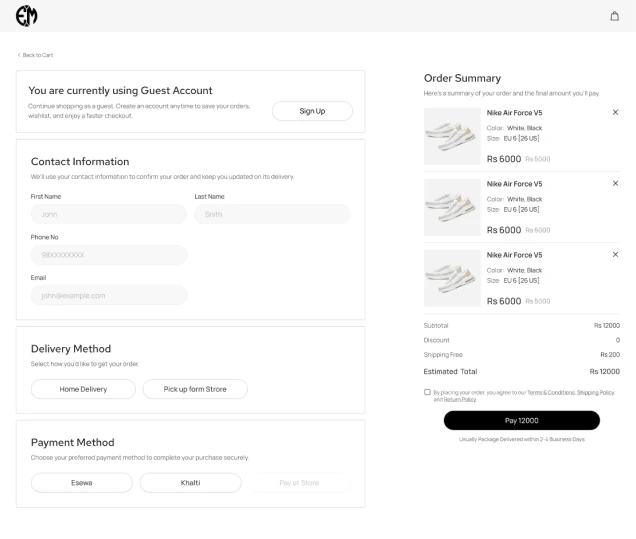 EM
Back to Cart
You are currently using Guest Account
Continue shopping as a guest. Create an account anytime to save your orders,
wishlist, and enjoy a faster checkout.
Sign Up
Contact Information
We'll use your contact information to confirm your order and keep you updated on its delivery.
First Name
Last Name
John
Smith
Phone No
98XXXXXXXX
Email
john@example.com
Delivery Method
Select how you'd like to get your order.
Home Delivery
Pick up form Strore
Payment Method
Choose your preferred payment method to complete your purchase securely.
Esewa
Khalti
Pay at Store
Order Summary
Here's a summary of your order and the final amount you'll pay.
Nike Air Force V5
Color: White, Black
Size: EU 6 [26 US]
Rs 6000 Rs 5000
Nike Air Force V5
Color: White, Black
Size: EU 6 [26 US]
Rs 6000 Rs 5000
Nike Air Force V5
Color: White, Black
Size: EU 6 [26 US]
Rs 6000 Rs 5000
Subtotal Rs 12000
Discount 0
Shipping Free Rs 200
Estimated Total Rs 12000
By placing your order, you agree to our Terms & Conditions, Shipping Policy
and Return Policy.
Pay 12000
Usually Package Delivered within 2-4 Business Days